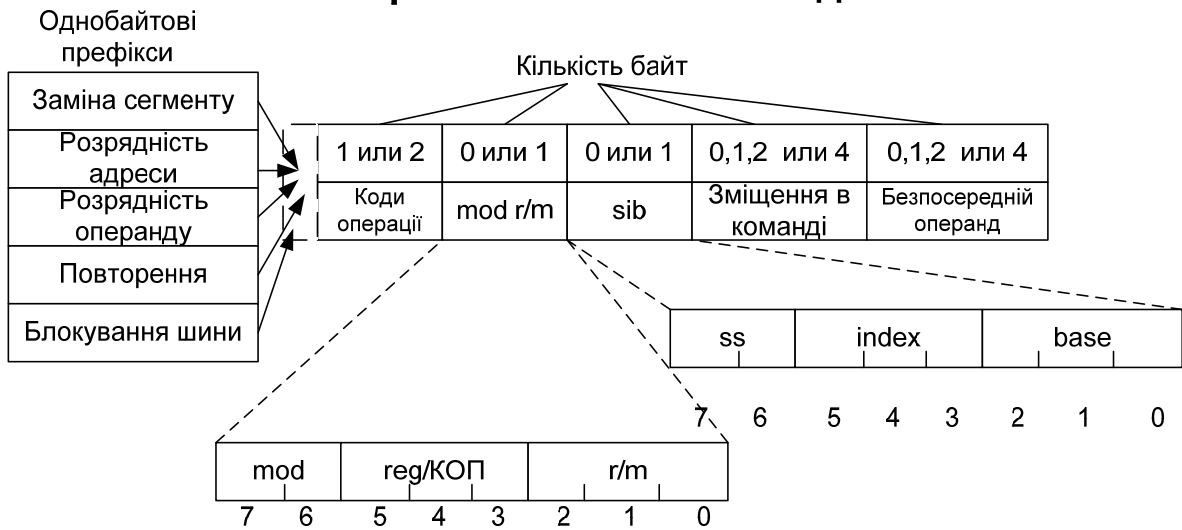 Однобайтові
префікси
Заміна сегменту
Розрядність
адреси
Розрядність
операнду
Повторення
Блокування шини
Кількість байт
1 или 2
0 или 1
0 или 1
0,1,2 или 4
0,1,2 или 4
Коди
операції
mod r/m
sib
Зміщення в
команді
Безпосередній
операнд
ss
index
base
7 6 5 4 3 2 1 0
mod
reg/КОП
r/m
7 6 5 4 3 2 1 0